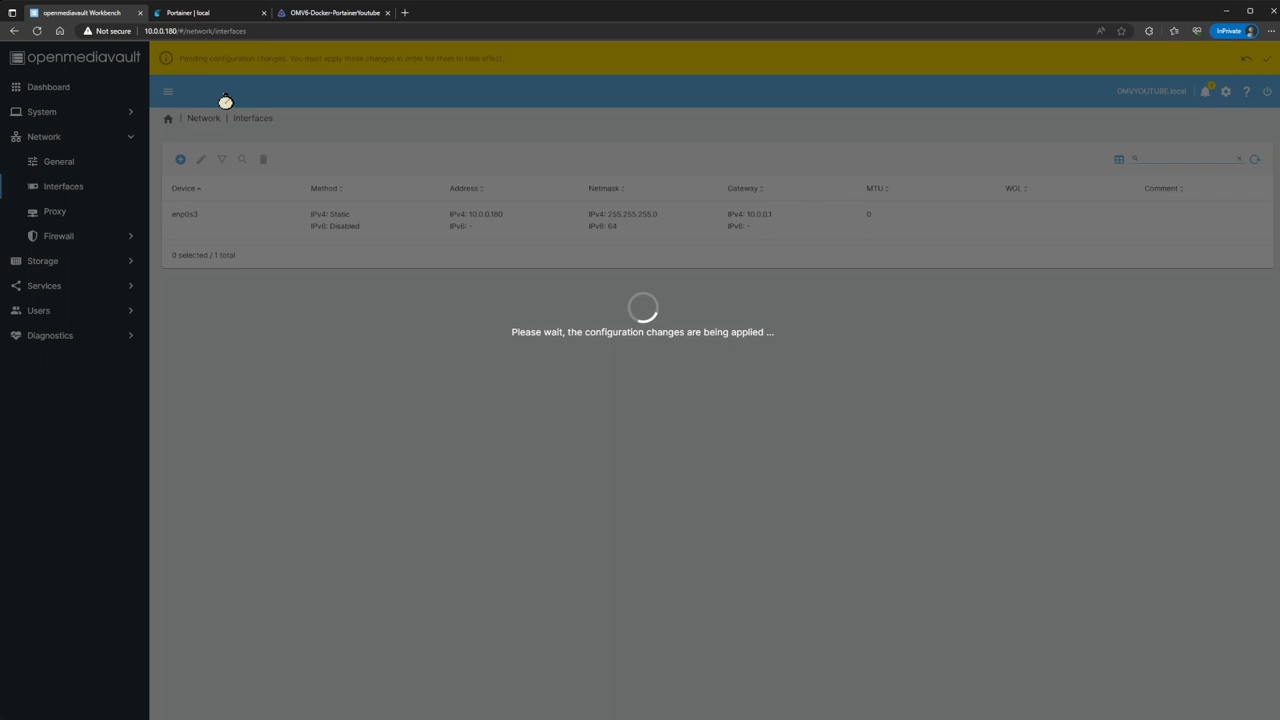 openmediavault Workbench
Portainer | local
OMV6-Docker-PortainerYoutube
Not secure
10.0.0.180/#/network/interfaces
InPrivate
openmediavault
Pending configuration changes. You must apply these changes in order for them to take effect.
Dashboard
System
Network
General
Interfaces
Proxy
Firewall
Storage
Services
Users
Diagnostics
OMVYOUTUBE.local
| Network | Interfaces
Device Method Address Netmask Gateway MTU WOL Comment
enp0s3 IPv4: Static IPv4: 10.0.0.180 IPv4: 255.255.255.0 IPv4: 10.0.0.1 0
IPv6: Disabled IPv6: - IPv6: 64 IPv6: -
0 selected / 1 total
Please wait, the configuration changes are being applied ...